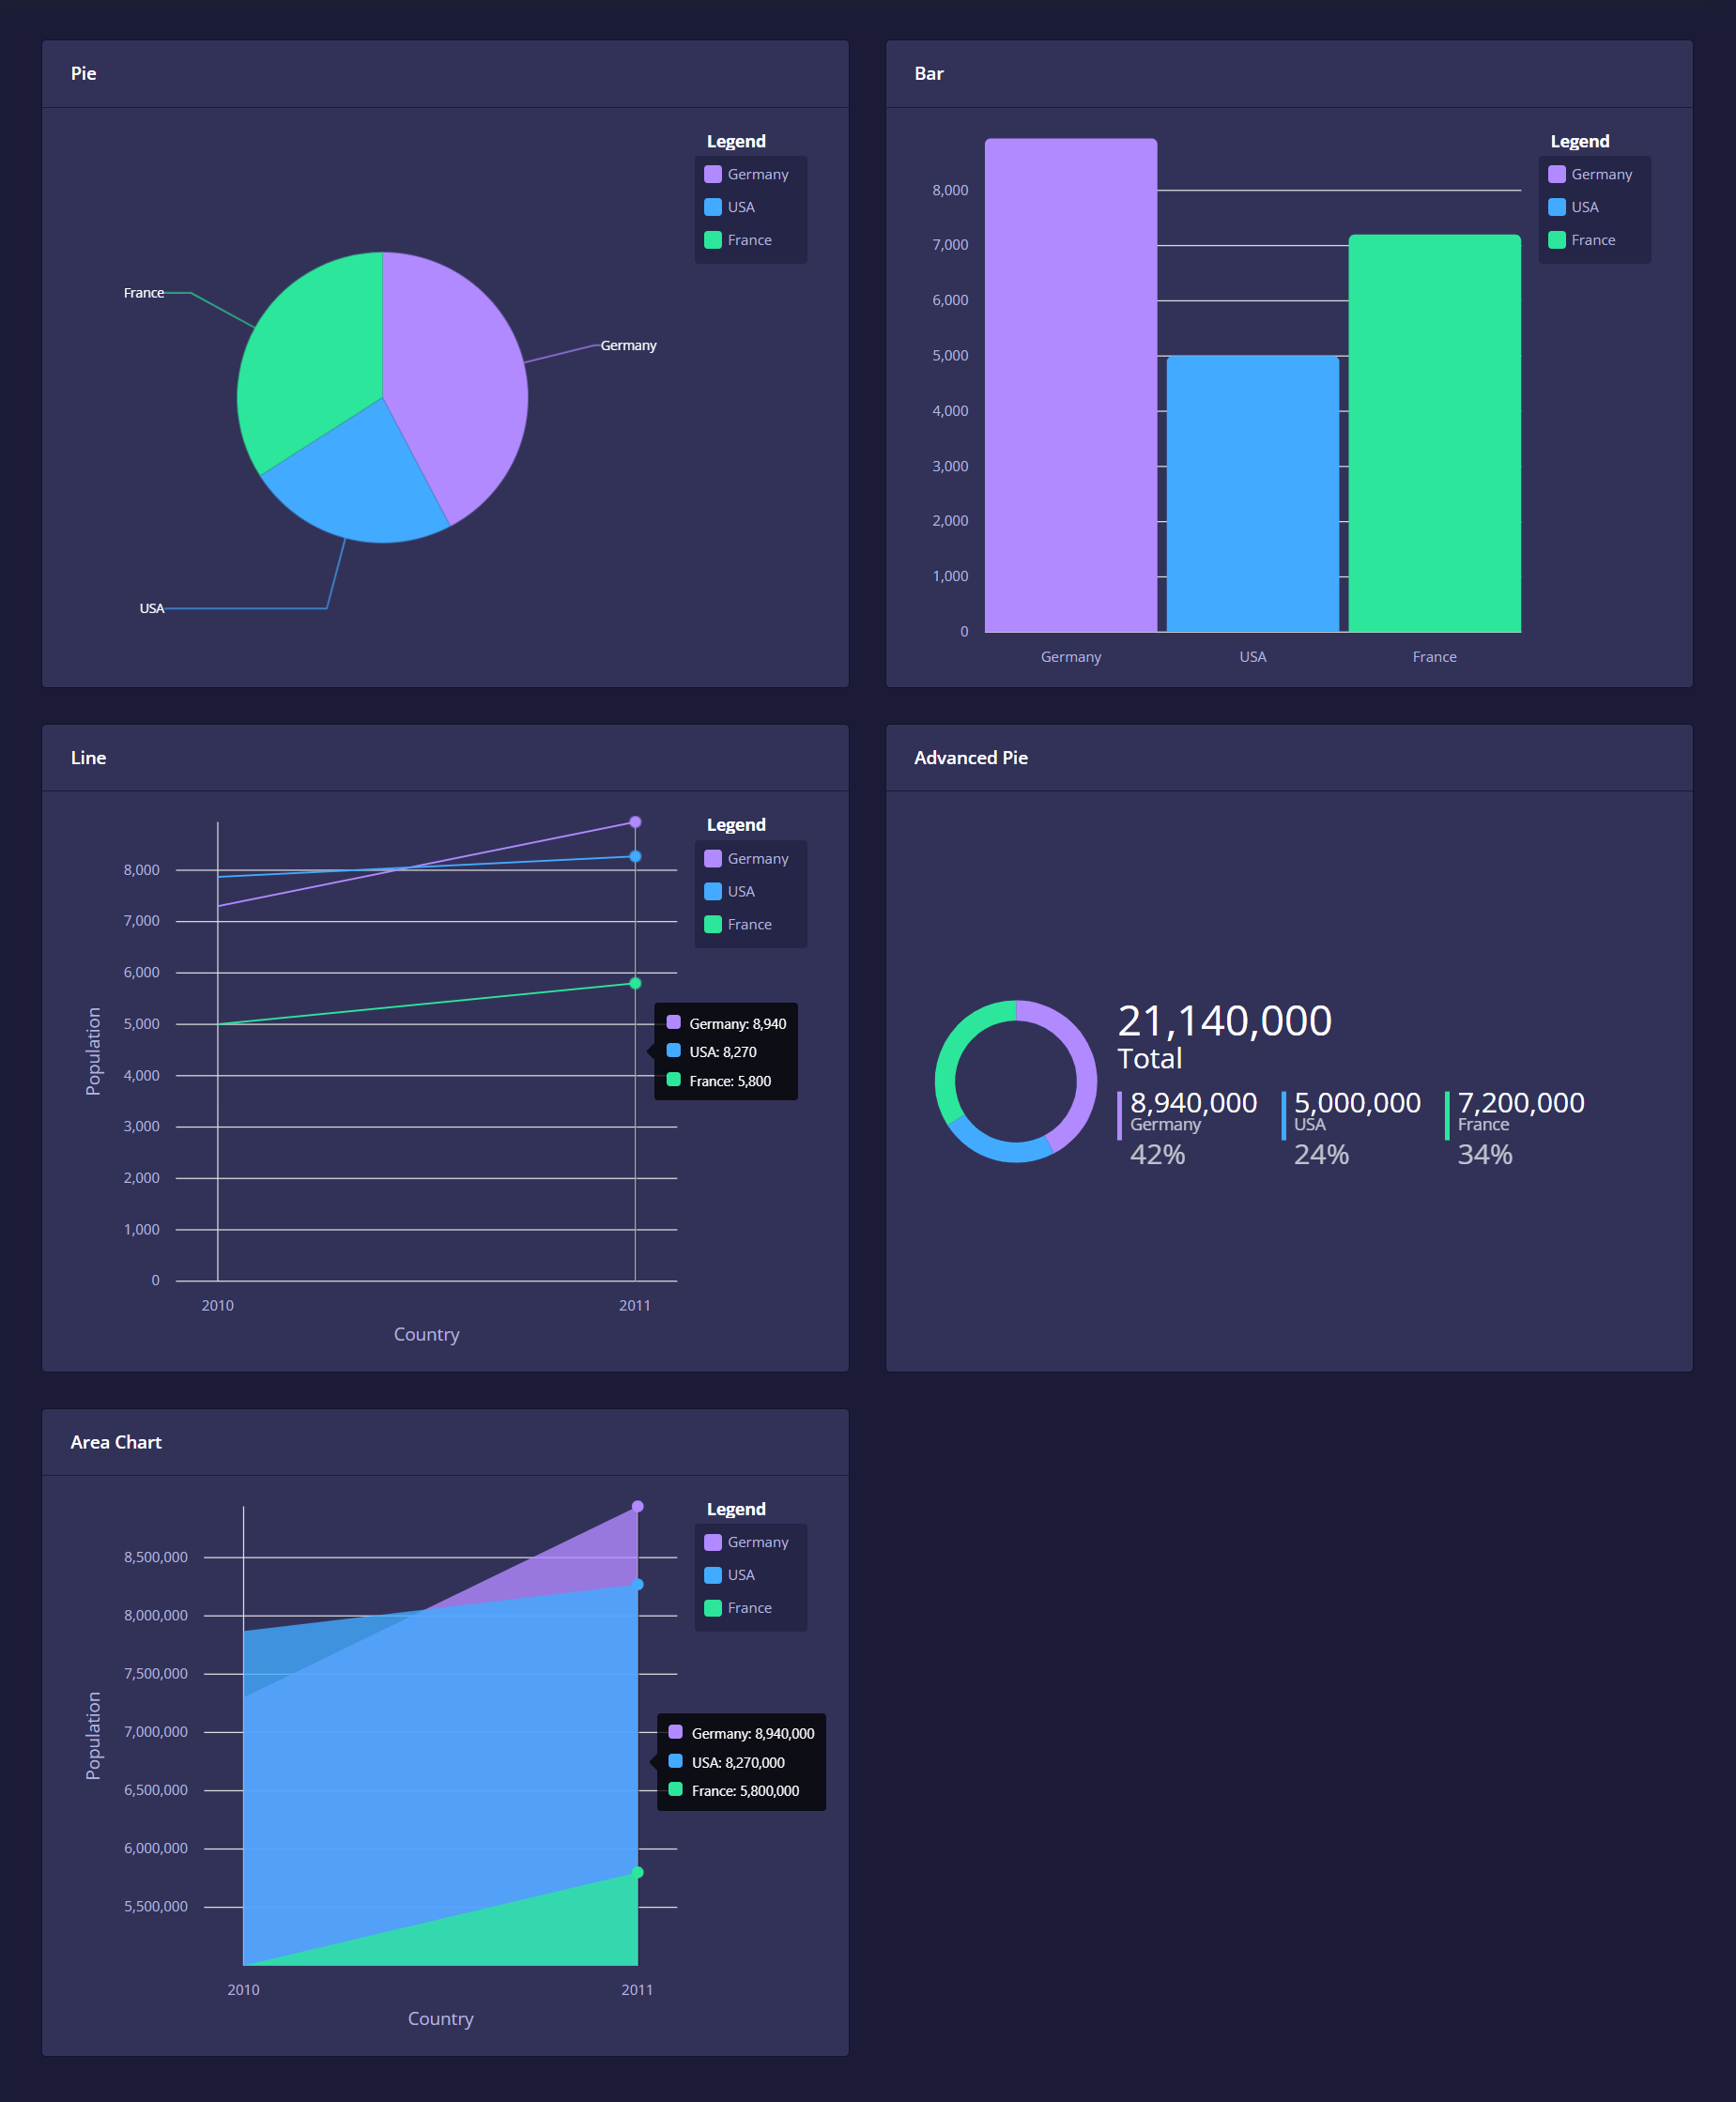 Pie
Legend
Germany
USA
France
France
Germany
USA
Bar
Legend
Germany
USA
France
8,000
7,000
6,000
5,000
4,000
3,000
2,000
1,000
0
Germany USA France
Line
Legend
Germany
USA
France
8,000
7,000
6,000
5,000
4,000
3,000
2,000
1,000
0
Population
Germany: 8,940
USA: 8,270
France: 5,800
2010 2011
Country
Advanced Pie
21,140,000
Total
8,940,000 5,000,000 7,200,000
Germany USA France
42% 24% 34%
Area Chart
Legend
Germany
USA
France
8,500,000
8,000,000
7,500,000
7,000,000
6,500,000
6,000,000
5,500,000
Population
Germany: 8,940,000
USA: 8,270,000
France: 5,800,000
2010 2011
Country